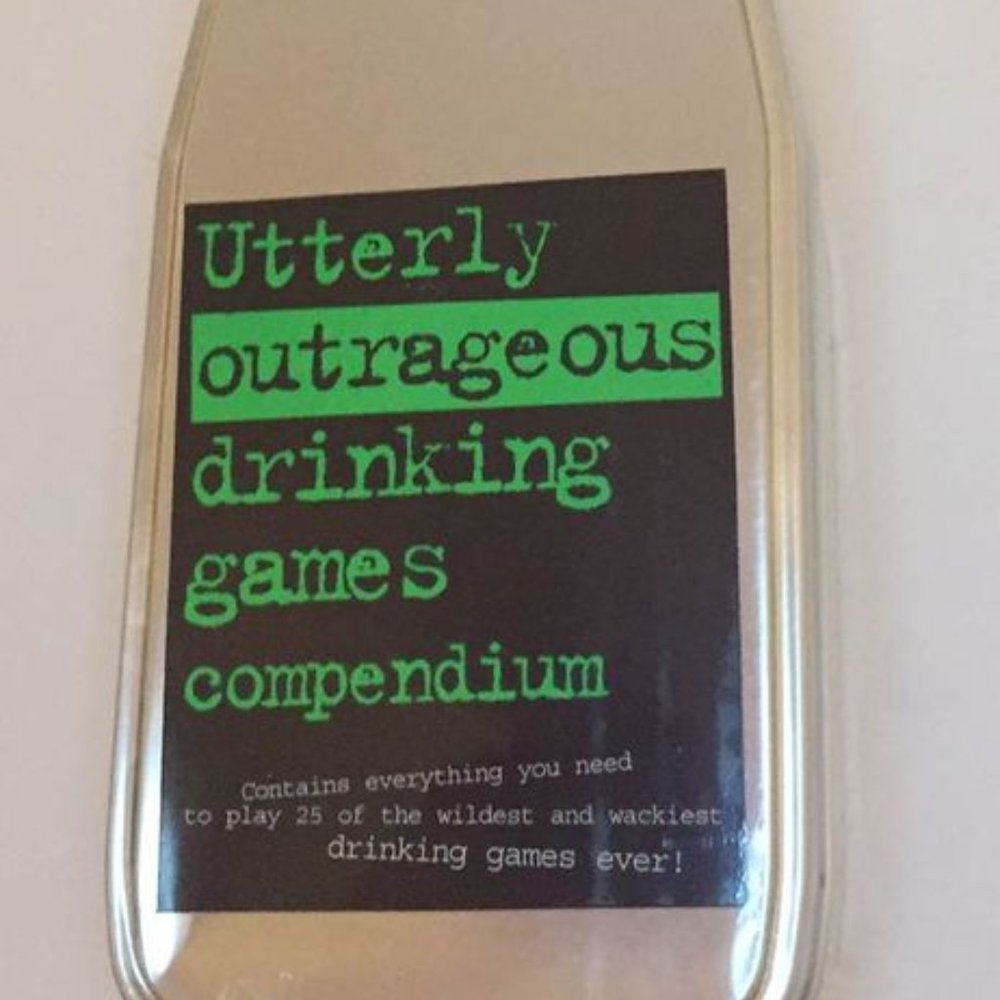 Utterly
outrageous
drinking
games
compendium
Contains everything you need
to play 25 of the wildest and wackiest
drinking games ever!